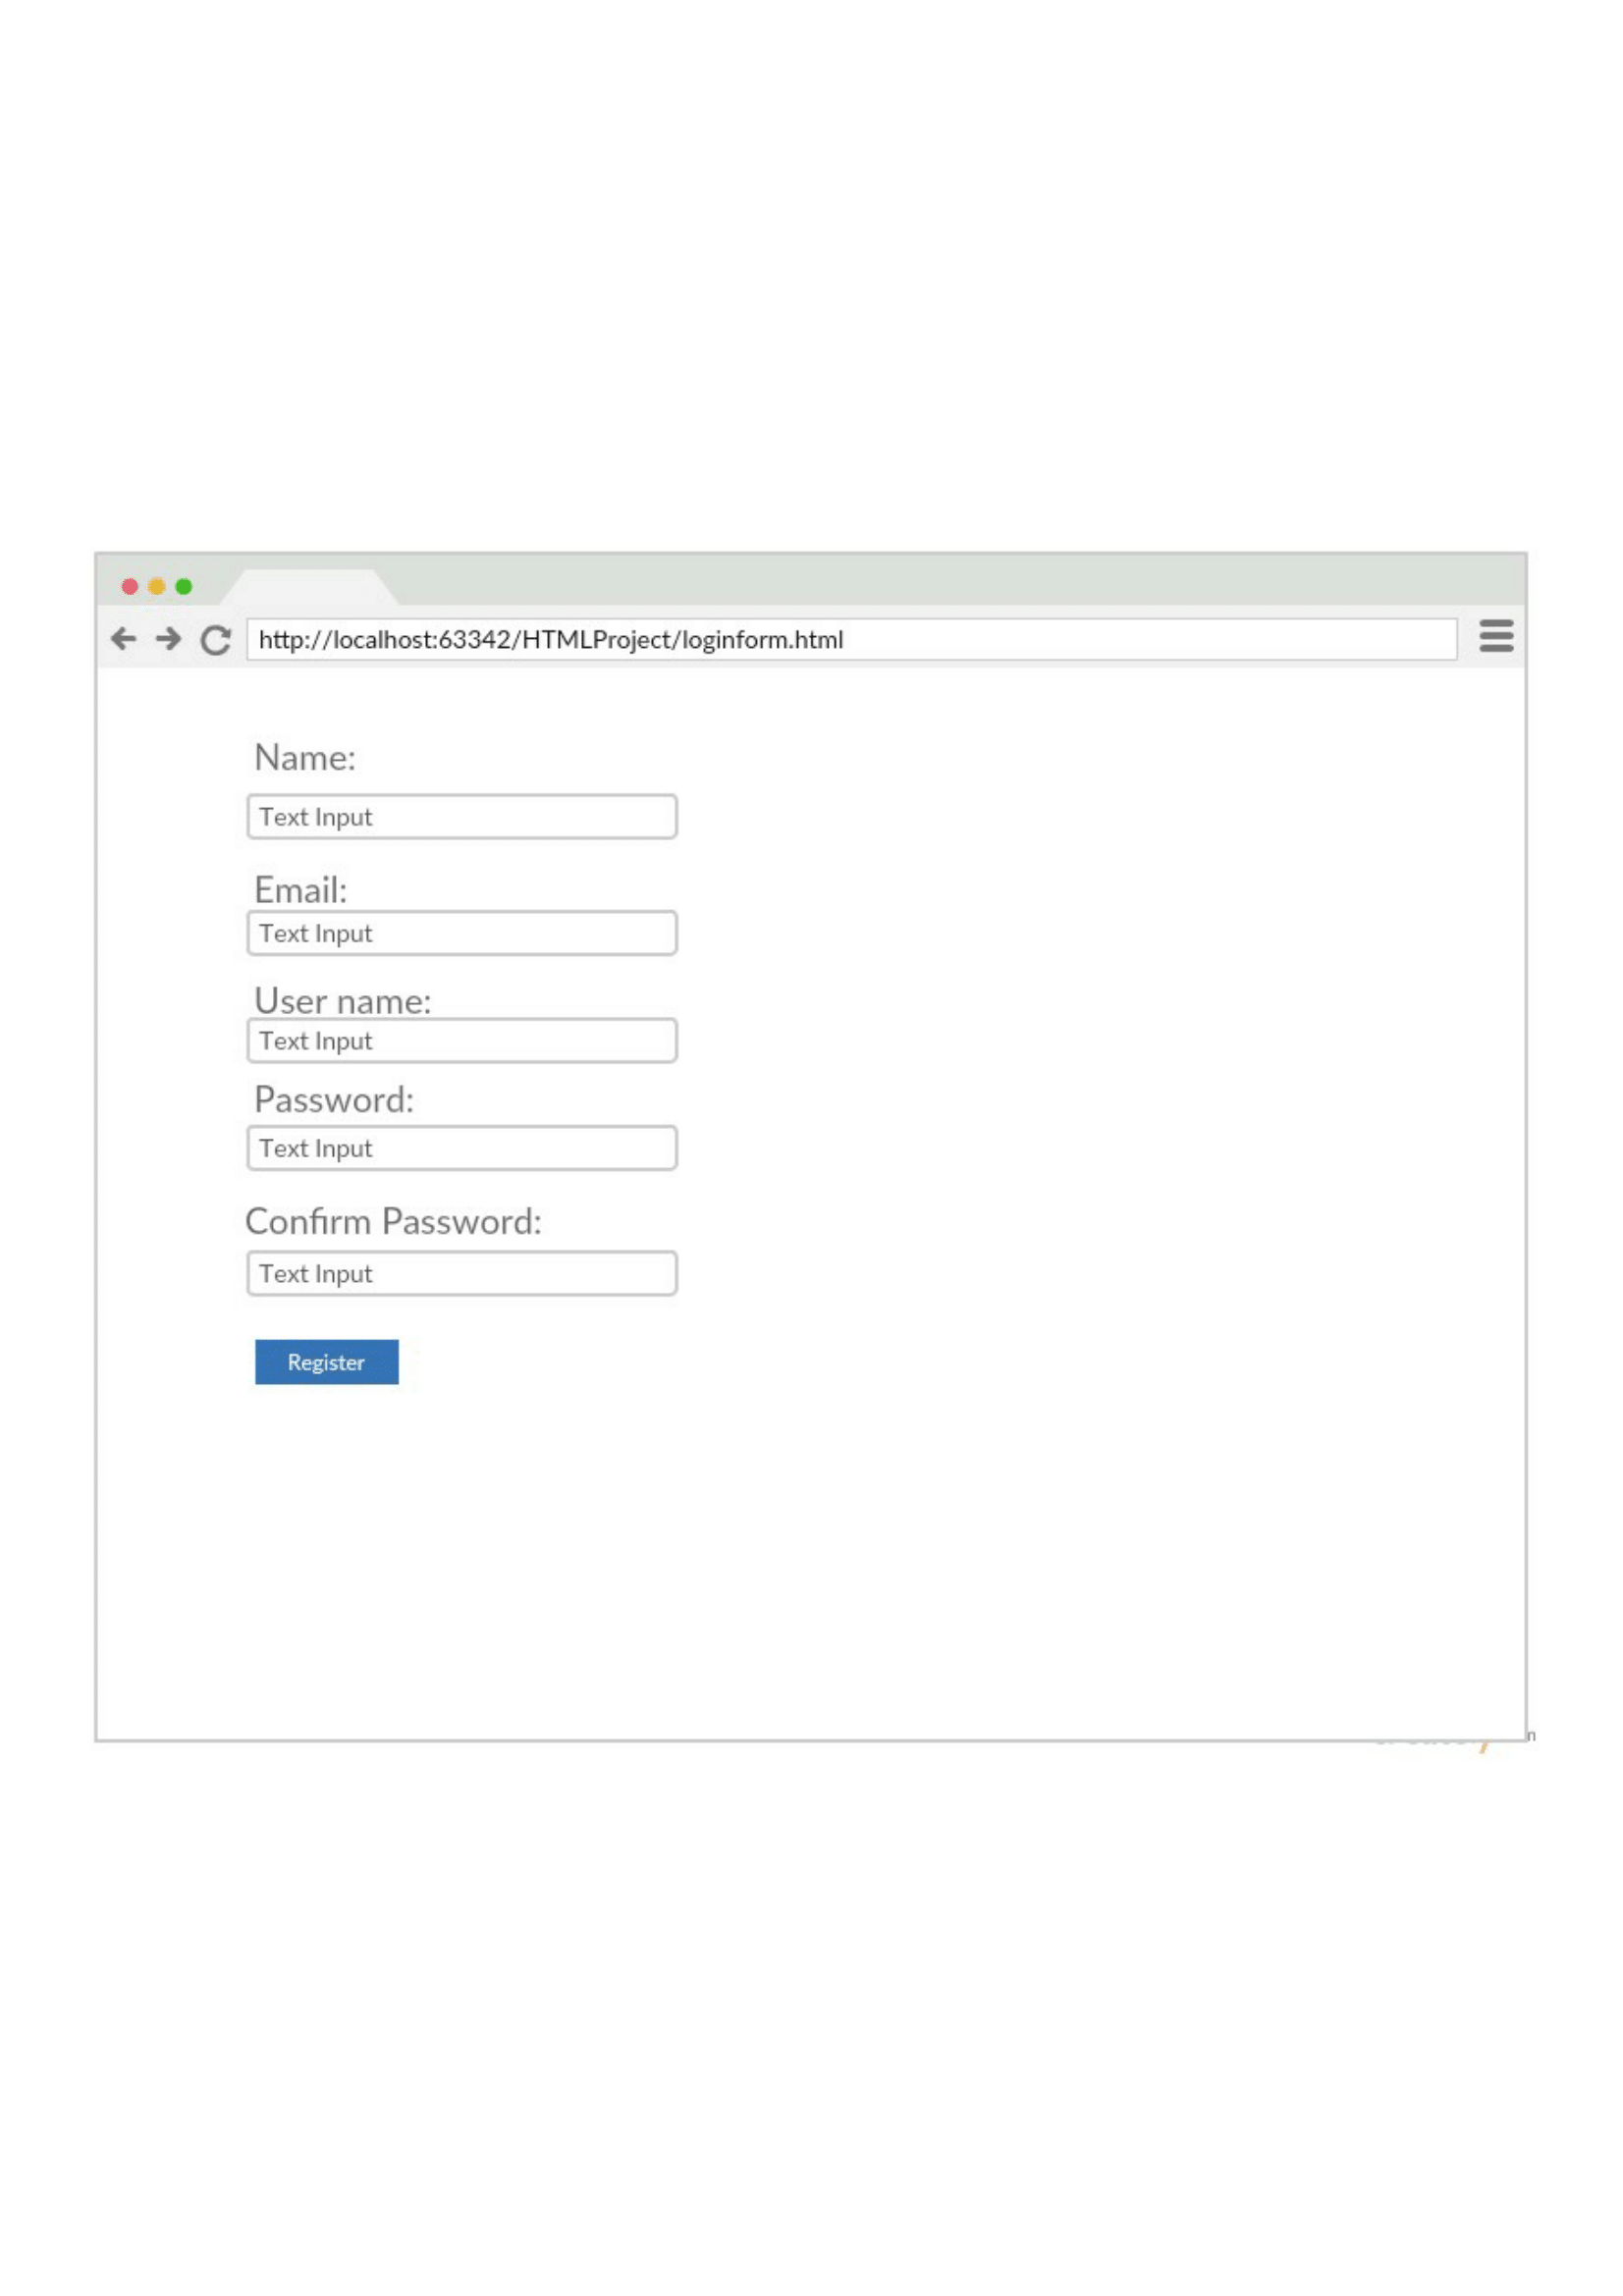 http://localhost:63342/HTMLProject/loginform.html
Name:
Text Input
Email:
Text Input
User name:
Text Input
Password:
Text Input
Confirm Password:
Text Input
Register
n